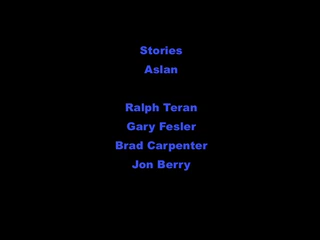 Stories
Aslan
Ralph Teran
Gary Fesler
Brad Carpenter
Jon Berry